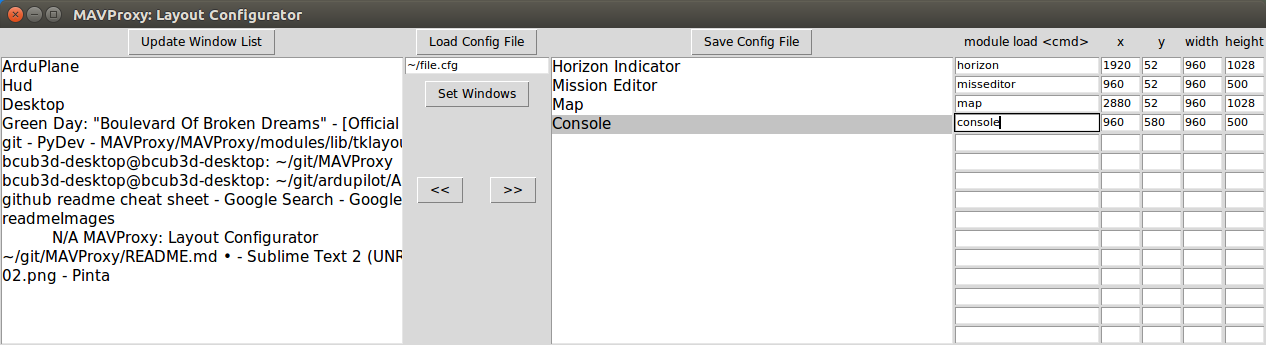 MAVProxy: Layout Configurator
Update Window List
Load Config File
Save Config File
module load <cmd> x y width height
ArduPlane
Hud
Desktop
Green Day: "Boulevard Of Broken Dreams" - [Official
git - PyDev - MAVProxy/MAVProxy/modules/lib/tklayou
bcub3d-desktop@bcub3d-desktop: ~/git/MAVProxy
bcub3d-desktop@bcub3d-desktop: ~/git/ardupilot/A
github readme cheat sheet - Google Search - Google
readmeImages
N/A MAVProxy: Layout Configurator
~/git/MAVProxy/README.md • - Sublime Text 2 (UNR
02.png - Pinta
~/file.cfg
Set Windows
<< >>
Horizon Indicator
Mission Editor
Map
Console
horizon 1920 52 960 1028
misseditor 960 52 960 500
map 2880 52 960 1028
console 960 580 960 500